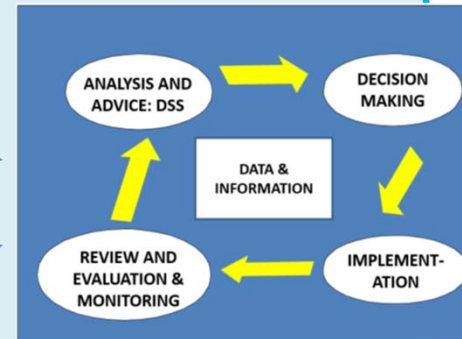 ANALYSIS AND
ADVICE: DSS
DECISION
MAKING
DATA &
INFORMATION
REVIEW AND
EVALUATION &
MONITORING
IMPLEMENT-
ATION